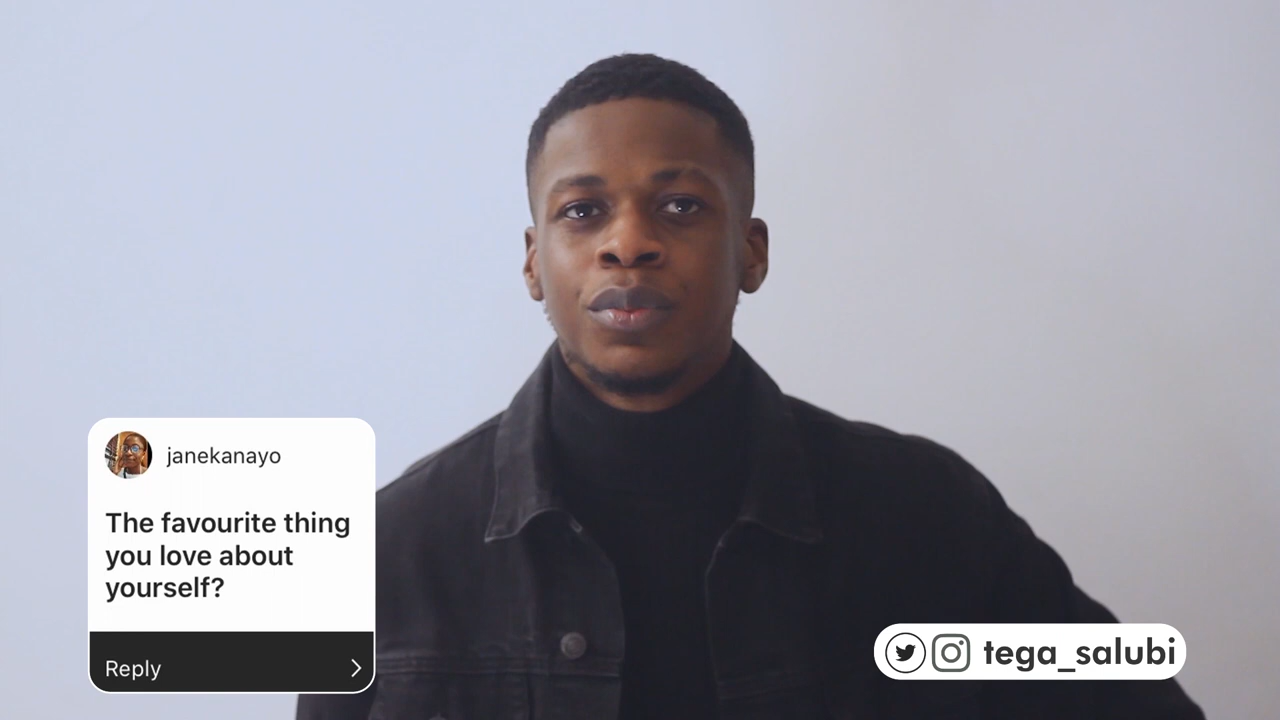 janekanayo
The favourite thing
you love about
yourself?
Reply
tega_salubi